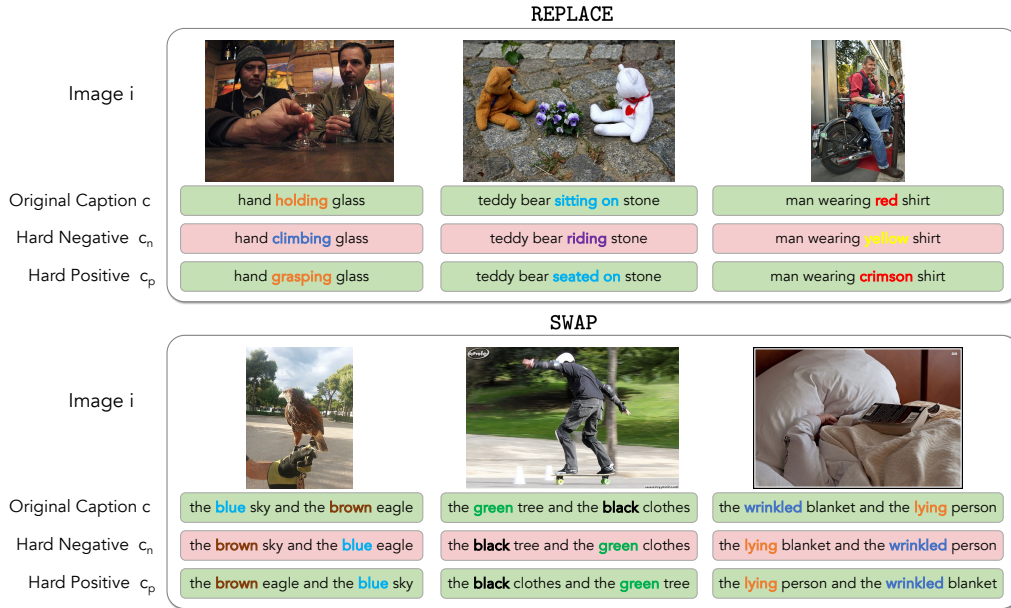 REPLACE
Image i
Original Caption c
hand holding glass
teddy bear sitting on stone
man wearing red shirt
Hard Negative cₙ
hand climbing glass
teddy bear riding stone
man wearing yellow shirt
Hard Positive cₚ
hand grasping glass
teddy bear seated on stone
man wearing crimson shirt
SWAP
Image i
Original Caption c
the blue sky and the brown eagle
the green tree and the black clothes
the wrinkled blanket and the lying person
Hard Negative cₙ
the brown sky and the blue eagle
the black tree and the green clothes
the lying blanket and the wrinkled person
Hard Positive cₚ
the brown eagle and the blue sky
the black clothes and the green tree
the lying person and the wrinkled blanket